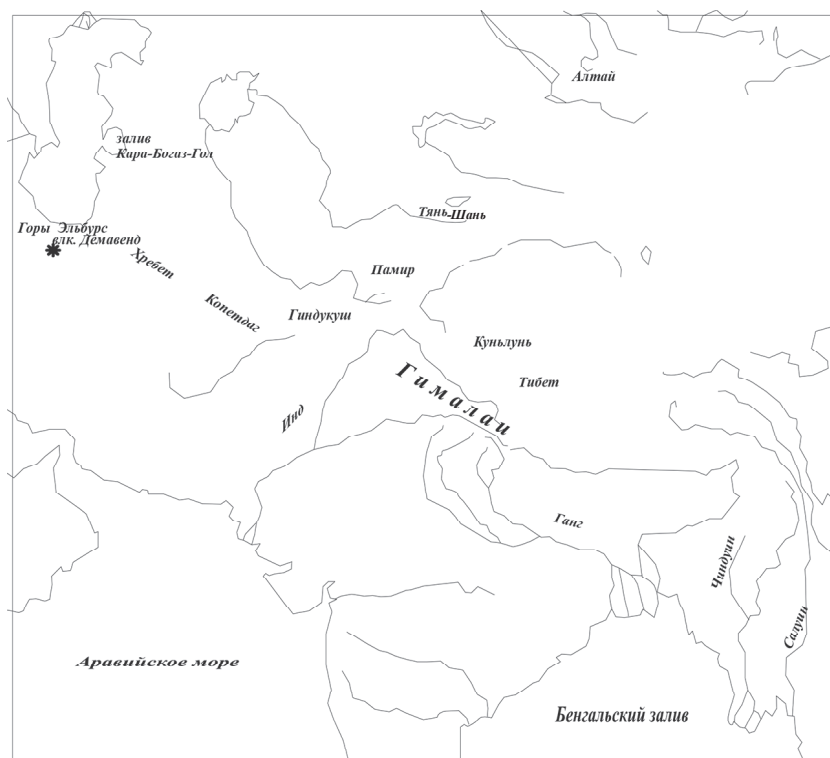 Алтай
залив
Кара-Богаз-Гол
Тянь-Шань
Горы Эльбурс
влк. Демавенд
Хребет
Копетдаг
Памир
Гиндукуш
Куньлунь
Тибет
Гималаи
Инд
Ганг
Чиндуин
Салуин
Аравийское море
Бенгальский залив